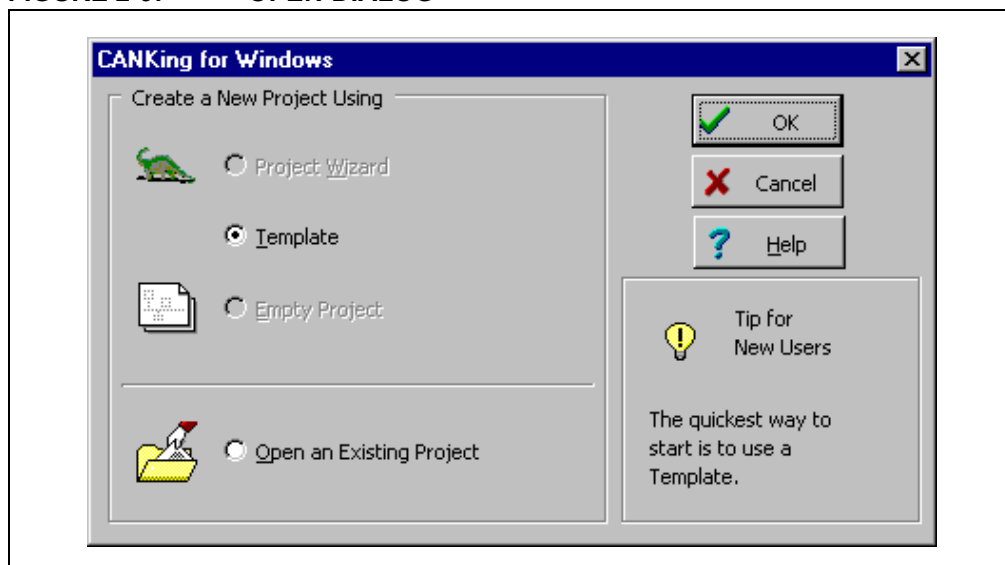 CANKing for Windows
Create a New Project Using
Project Wizard
Template
Empty Project
Open an Existing Project
OK
Cancel
Help
Tip for
New Users
The quickest way to
start is to use a
Template.